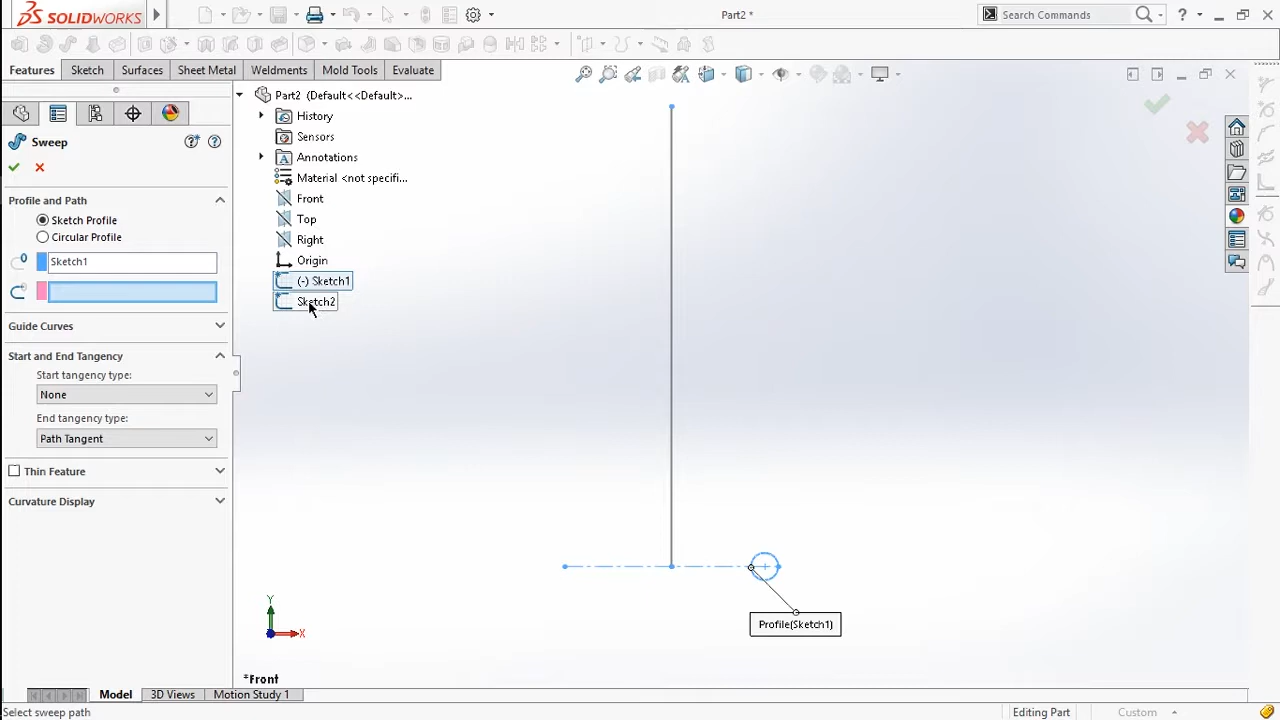 SOLIDWORKS
Part2 *
Search Commands
?
Features
Sketch
Surfaces
Sheet Metal
Weldments
Mold Tools
Evaluate
Part2 (Default<<Default>...
History
Sensors
Annotations
Material <not specifi...
Front
Top
Right
Origin
(-) Sketch1
Sketch2
Sweep
Profile and Path
Sketch Profile
Circular Profile
Sketch1
Guide Curves
Start and End Tangency
Start tangency type:
None
End tangency type:
Path Tangent
Thin Feature
Curvature Display
Profile(Sketch1)
Y
X
*Front
Model
3D Views
Motion Study 1
Select sweep path
Editing Part
Custom